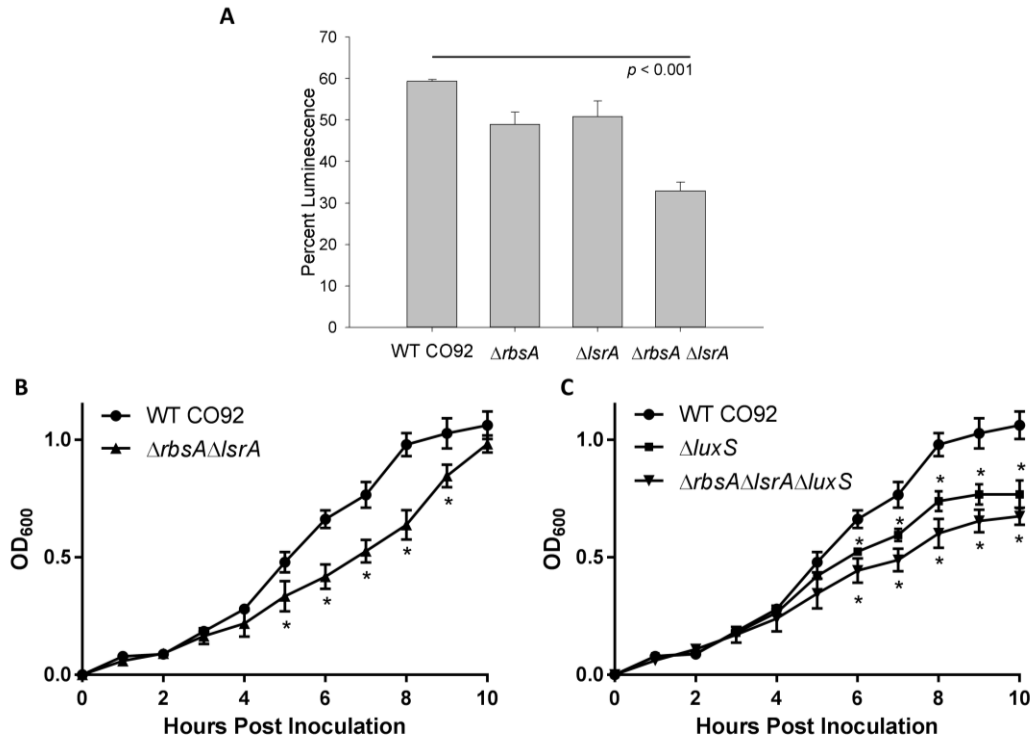 A
70
60
50
40
30
20
10
0
Percent Luminescence
p < 0.001
WT CO92 ΔrbsA ΔlsrA ΔrbsA ΔlsrA
B
WT CO92
ΔrbsAΔlsrA
1.0
0.5
0.0
OD600
* * * * *
0 2 4 6 8 10
Hours Post Inoculation
C
WT CO92
ΔluxS
ΔrbsAΔlsrAΔluxS
1.0
0.5
0.0
OD600
* * * * *
* * * * *
0 2 4 6 8 10
Hours Post Inoculation